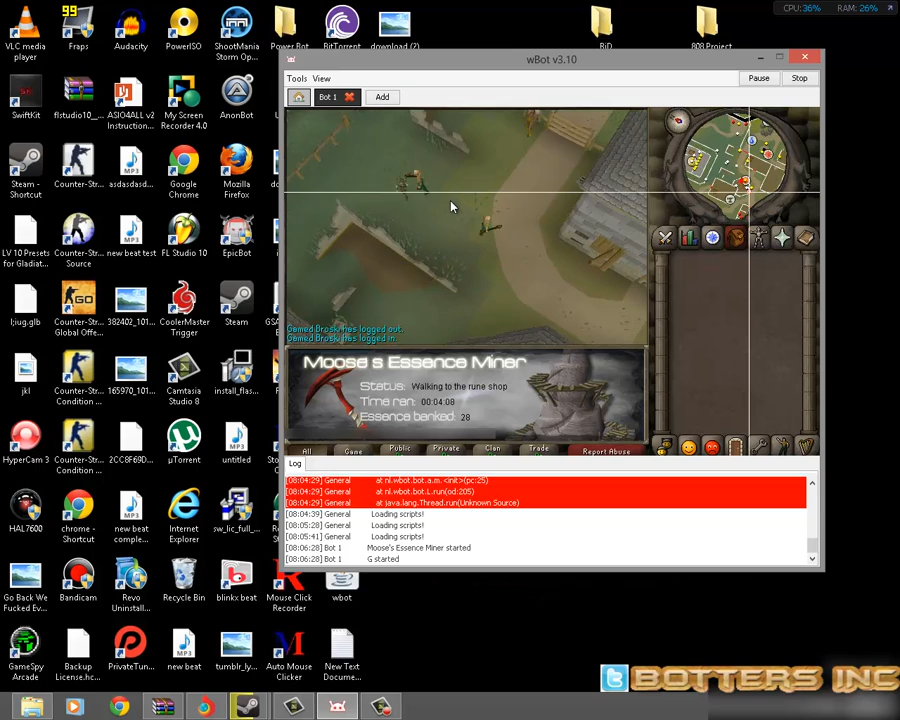 CPU:36% RAM: 26%
99
VLC media player
Fraps
Audacity
PowerISO
ShootMania Storm Op...
Power Bot
BitTorrent
download (2)
RiD
808 Project
wBot v3.10
Tools View
Pause Stop
Bot 1
Add
SwiftKit
flstudio10_...
ASIO4ALL v2 Instruction...
My Screen Recorder 4.0
AnonBot
Steam - Shortcut
Counter-Str...
asdasdasd...
Google Chrome
Mozilla Firefox
LV 10 Presets for Gladiat...
Counter-Str... Source
new beat test
FL Studio 10
EpicBot
l;jug.glb
Counter-Str... Global Offe...
382402_101...
CoolerMaster Trigger
Steam
jkl
Counter-Str... Condition ...
165970_101...
Camtasia Studio 8
install_flas...
HyperCam 3
Counter-Str... Condition ...
2CC8F69D...
µTorrent
untitled
HAL7600
chrome - Shortcut
new beat comple...
Internet Explorer
sw_lic_full_...
Go Back We Fucked Ev...
Bandicam
Revo Uninstall...
Recycle Bin
blinkx beat
Mouse Click Recorder
wbot
GameSpy Arcade
Backup License.hc...
PrivateTun...
new beat
tumblr_ly...
Auto Mouse Clicker
New Text Documen...
Gamed Broski has logged out.
Gamed Broski has logged in.
Moose's Essence Miner
Status: Walking to the rune shop
Time ran: 00:04:08
Essence banked: 28
All Game Public Private Clan Trade Report Abuse
Log
[08:04:29] General at nl.wbot.bot.a.m.<init>(pc:25)
[08:04:29] General at nl.wbot.bot.L.run(od:205)
[08:04:29] General at java.lang.Thread.run(Unknown Source)
[08:04:39] General Loading scripts!
[08:05:28] General Loading scripts!
[08:05:41] General Loading scripts!
[08:06:28] Bot 1 Moose's Essence Miner started
[08:06:28] Bot 1 G started
BOTTERS INC